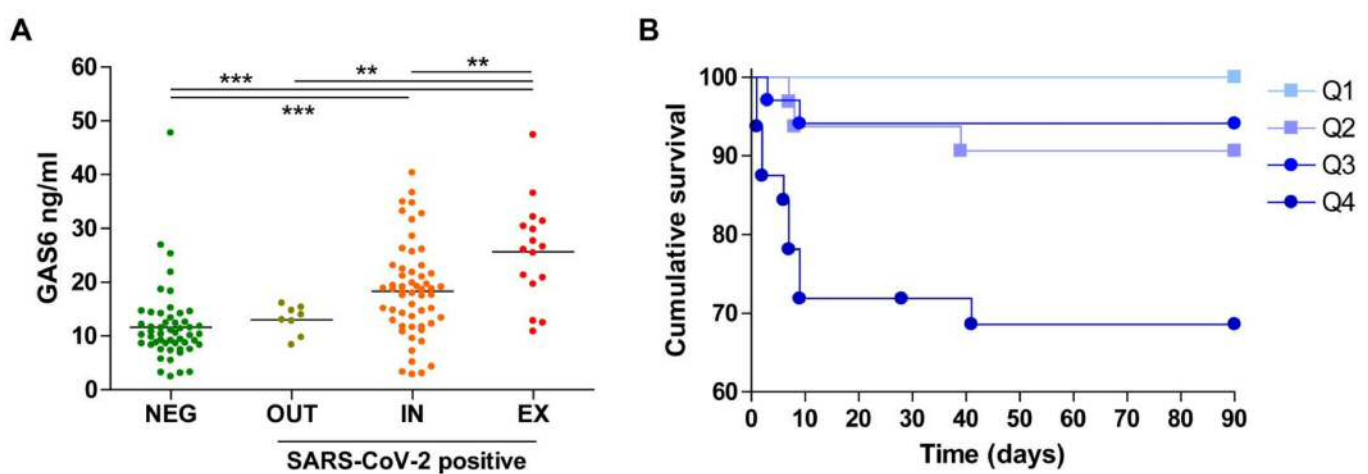 A
GAS6 ng/ml
60
50
40
30
20
10
0
***
**
**
***
NEG
OUT
IN
EX
SARS-CoV-2 positive
B
Cumulative survival
100
90
80
70
60
0 10 20 30 40 50 60 70 80 90
Time (days)
Q1
Q2
Q3
Q4